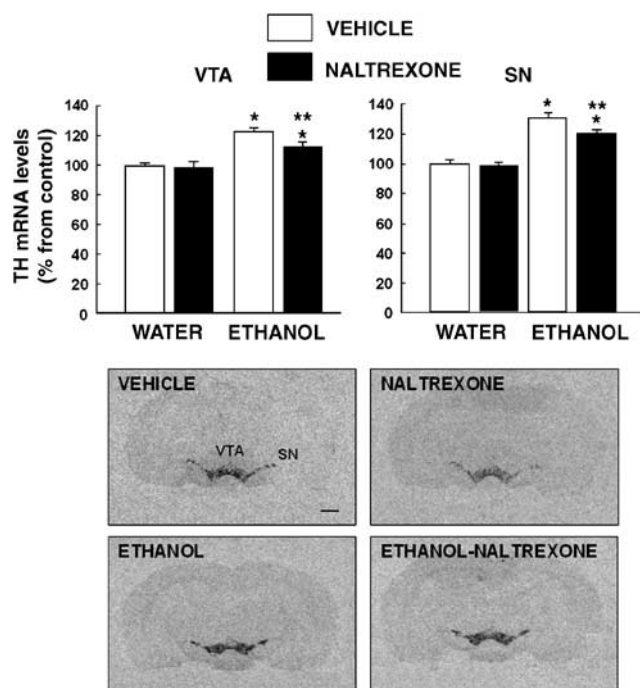 VEHICLE
NALTREXONE
VTA
SN
TH mRNA levels
(% from control)
140
120
100
80
60
40
20
0
* ** *
WATER ETHANOL
140
120
100
80
60
40
20
0
* ** *
WATER ETHANOL
VEHICLE
VTA SN
NALTREXONE
ETHANOL
ETHANOL-NALTREXONE